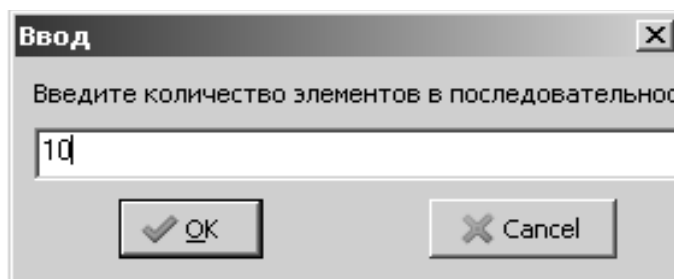 Ввод
Введите количество элементов в последовательнос
10
OK
Cancel